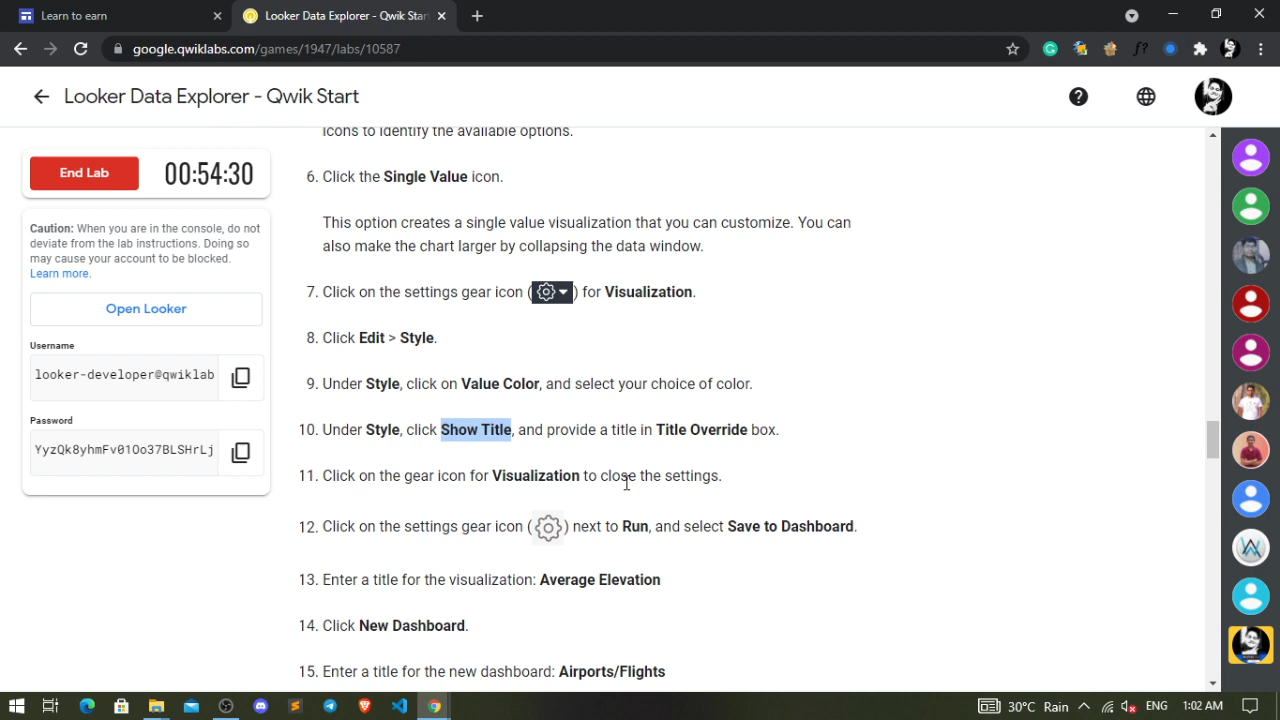 Learn to earn
Looker Data Explorer - Qwik Star
google.qwiklabs.com/games/1947/labs/10587
Looker Data Explorer - Qwik Start
End Lab
00:54:30
Caution: When you are in the console, do not
deviate from the lab instructions. Doing so
may cause your account to be blocked.
Learn more.
Open Looker
Username
looker-developer@qwiklab
Password
YyzQk8yhmFv01Oo37BLSHrLj
icons to identify the available options.
6. Click the Single Value icon.
This option creates a single value visualization that you can customize. You can
also make the chart larger by collapsing the data window.
7. Click on the settings gear icon ( ) for Visualization.
8. Click Edit > Style.
9. Under Style, click on Value Color, and select your choice of color.
10. Under Style, click Show Title, and provide a title in Title Override box.
11. Click on the gear icon for Visualization to close the settings.
12. Click on the settings gear icon ( ) next to Run, and select Save to Dashboard.
13. Enter a title for the visualization: Average Elevation
14. Click New Dashboard.
15. Enter a title for the new dashboard: Airports/Flights
30°C Rain
ENG
1:02 AM